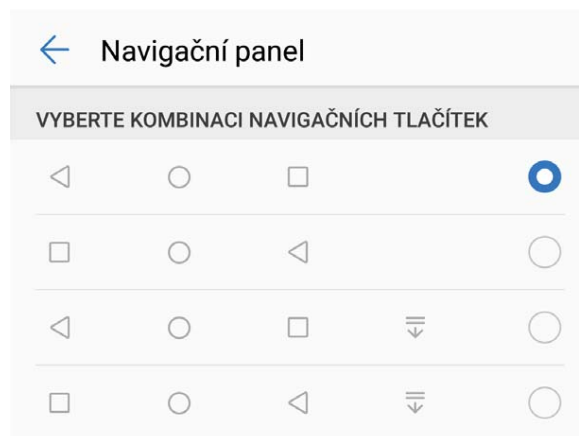 Navigační panel
VYBERTE KOMBINACI NAVIGAČNÍCH TLAČÍTEK